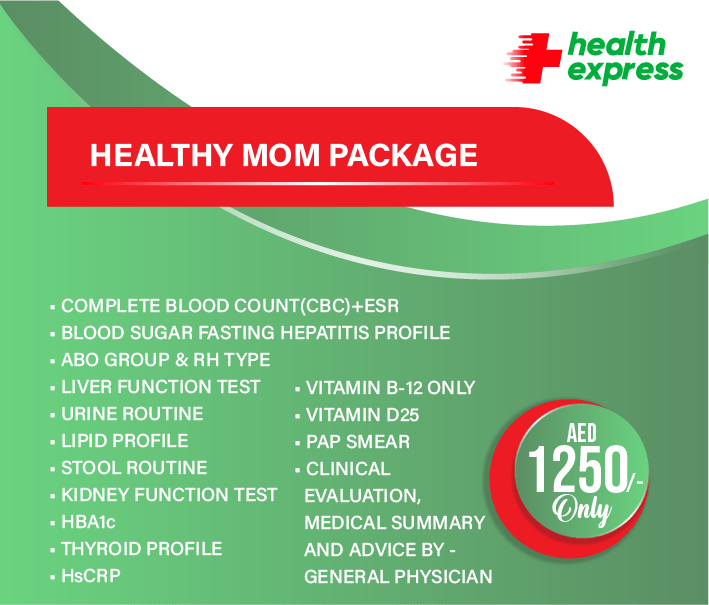 health
express
HEALTHY MOM PACKAGE
▪ COMPLETE BLOOD COUNT(CBC)+ESR
▪ BLOOD SUGAR FASTING HEPATITIS PROFILE
▪ ABO GROUP & RH TYPE
▪ LIVER FUNCTION TEST
▪ URINE ROUTINE
▪ LIPID PROFILE
▪ STOOL ROUTINE
▪ KIDNEY FUNCTION TEST
▪ HBA1c
▪ THYROID PROFILE
▪ HsCRP
▪ VITAMIN B-12 ONLY
▪ VITAMIN D25
▪ PAP SMEAR
▪ CLINICAL
EVALUATION,
MEDICAL SUMMARY
AND ADVICE BY -
GENERAL PHYSICIAN
AED
1250/-
Only